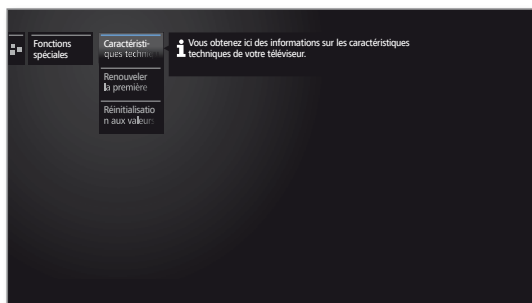 Fonctions
spéciales
Caractéristi-
ques techni
Renouveler
la première
Réinitialisatio
n aux valeurs
Vous obtenez ici des informations sur les caractéristiques
techniques de votre téléviseur.